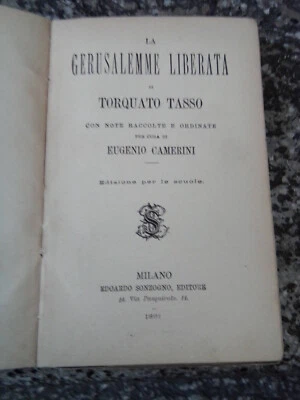 LA
GERUSALEMME LIBERATA
DI
TORQUATO TASSO
CON NOTE RACCOLTE E ORDINATE
PER CURA DI
EUGENIO CAMERINI
Edizione per le scuole.
MILANO
EDOARDO SONZOGNO, EDITORE
Via Pasquirolo, 14.